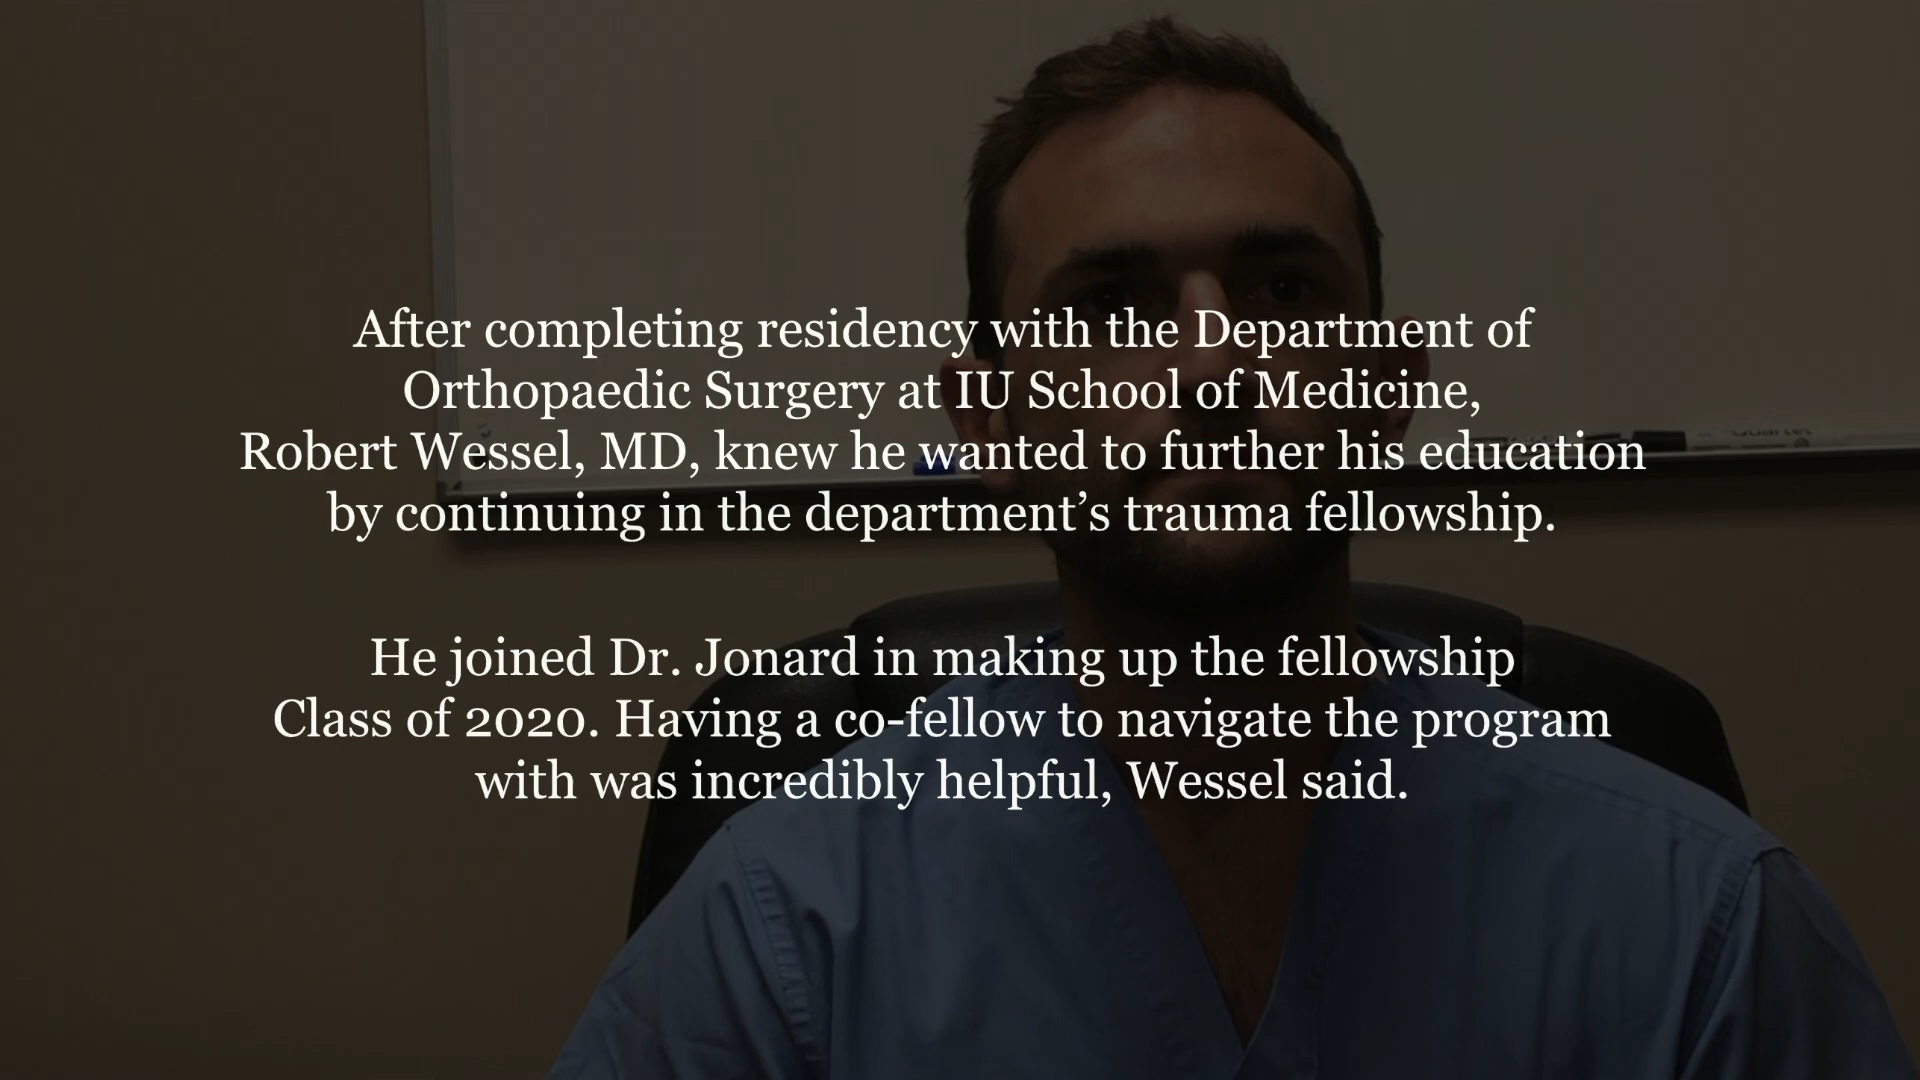 After completing residency with the Department of
Orthopaedic Surgery at IU School of Medicine,
Robert Wessel, MD, knew he wanted to further his education
by continuing in the department’s trauma fellowship.
He joined Dr. Jonard in making up the fellowship
Class of 2020. Having a co-fellow to navigate the program
with was incredibly helpful, Wessel said.
Quartet